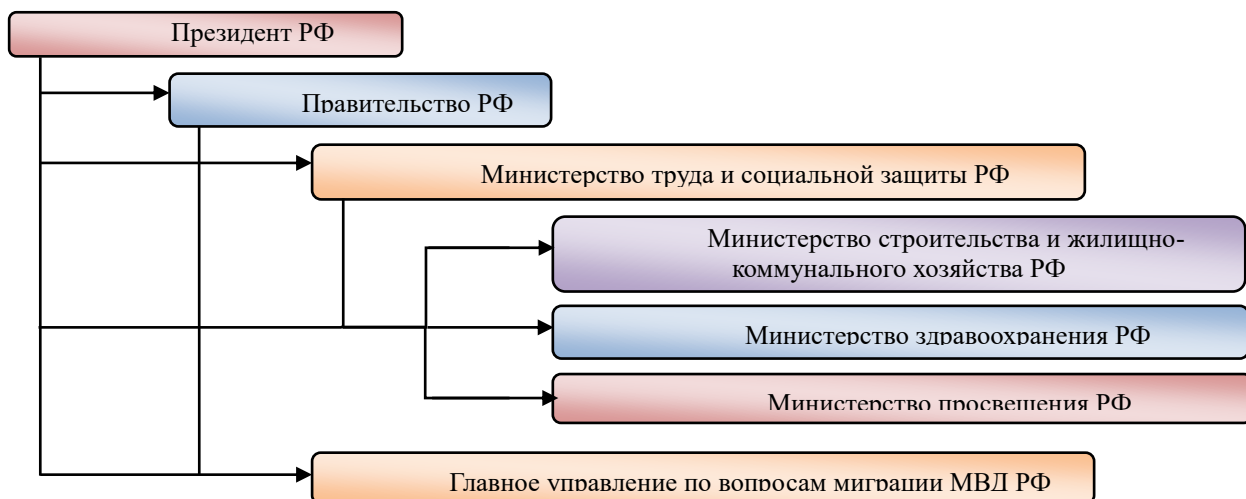 Президент РФ
Правительство РФ
Министерство труда и социальной защиты РФ
Министерство строительства и жилищно-
коммунального хозяйства РФ
Министерство здравоохранения РФ
Министерство просвещения РФ
Главное управление по вопросам миграции МВД РФ